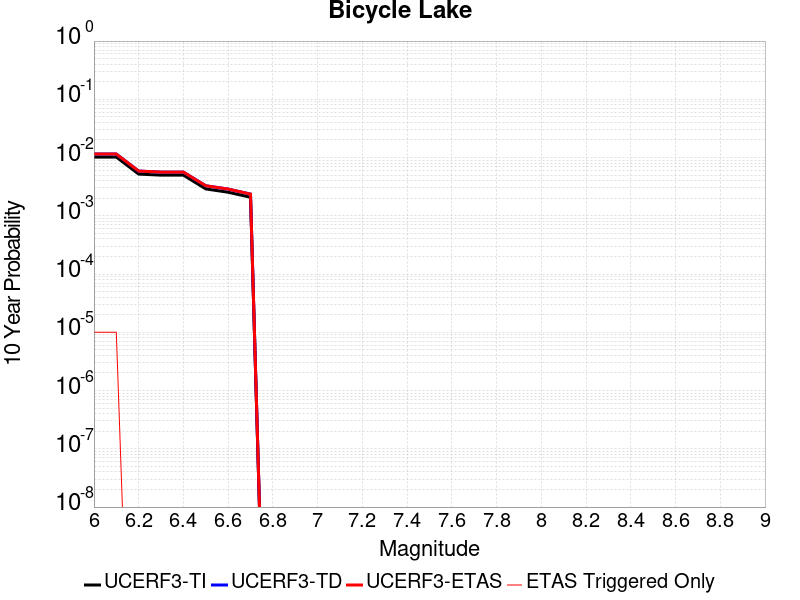 Bicycle Lake
10 0
10 -1
10 -2
10 -3
10 -4
10 -5
10 -6
10 -7
10 -8
10 Year Probability
6 6.2 6.4 6.6 6.8 7 7.2 7.4 7.6 7.8 8 8.2 8.4 8.6 8.8 9
Magnitude
UCERF3-TI UCERF3-TD UCERF3-ETAS ETAS Triggered Only